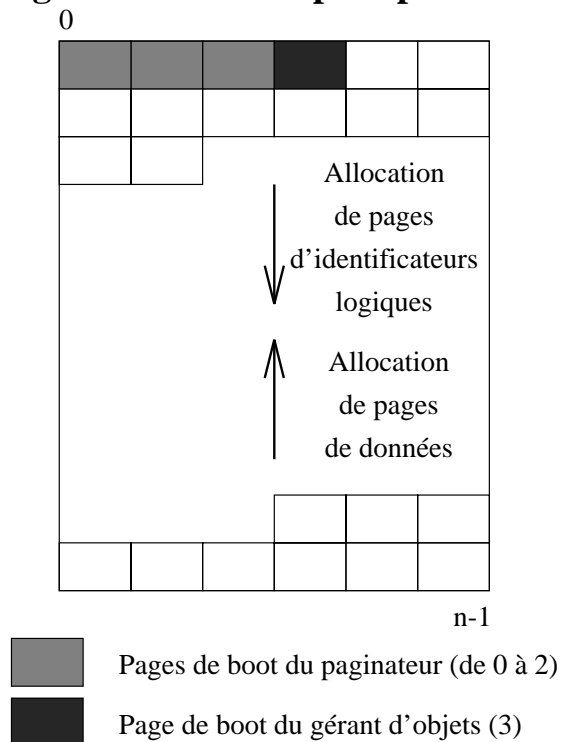 0
Allocation
de pages
d’identificateurs
logiques
Allocation
de pages
de données
n-1
Pages de boot du paginateur (de 0 à 2)
Page de boot du gérant d’objets (3)